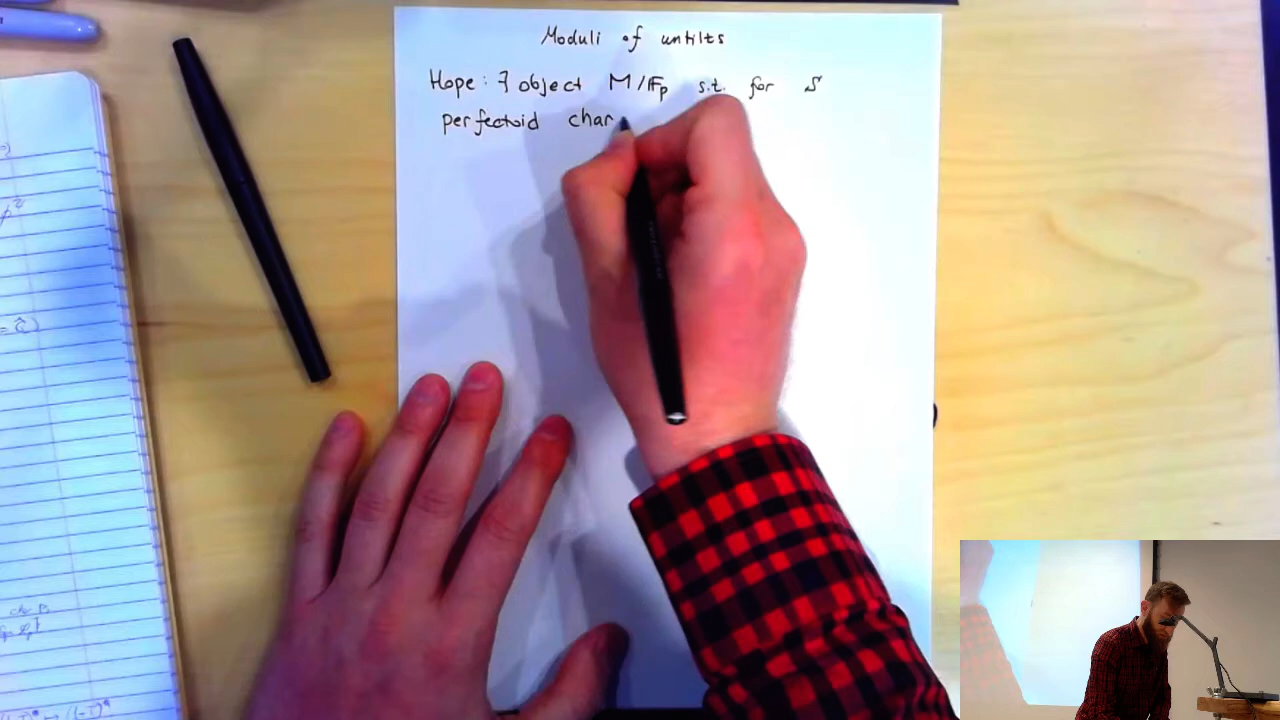 Moduli of untilts
Hope: ∃ object M/𝔽p s.t. for S
perfectoid char